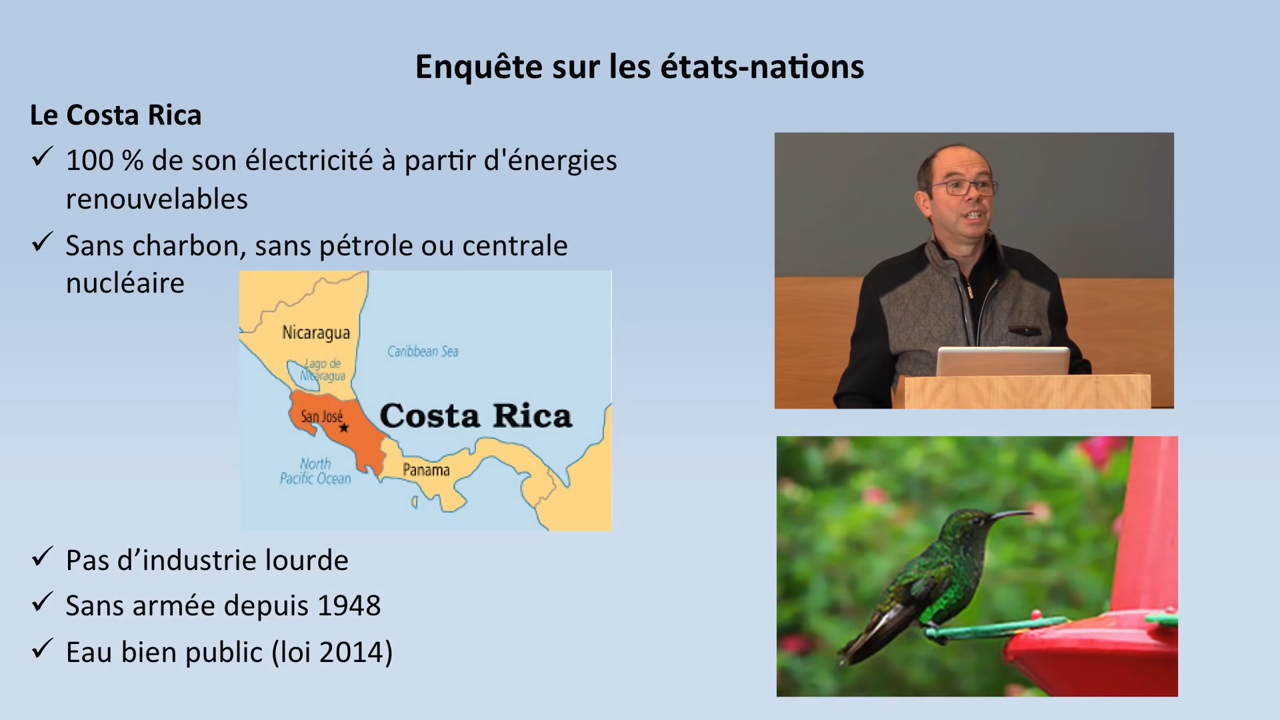 Enquête sur les états-nations
Le Costa Rica
✓ 100 % de son électricité à partir d'énergies
renouvelables
✓ Sans charbon, sans pétrole ou centrale
nucléaire
Nicaragua
Caribbean Sea
Lago de
Nicaragua
San José
Costa Rica
North
Pacific Ocean
Panama
✓ Pas d’industrie lourde
✓ Sans armée depuis 1948
✓ Eau bien public (loi 2014)